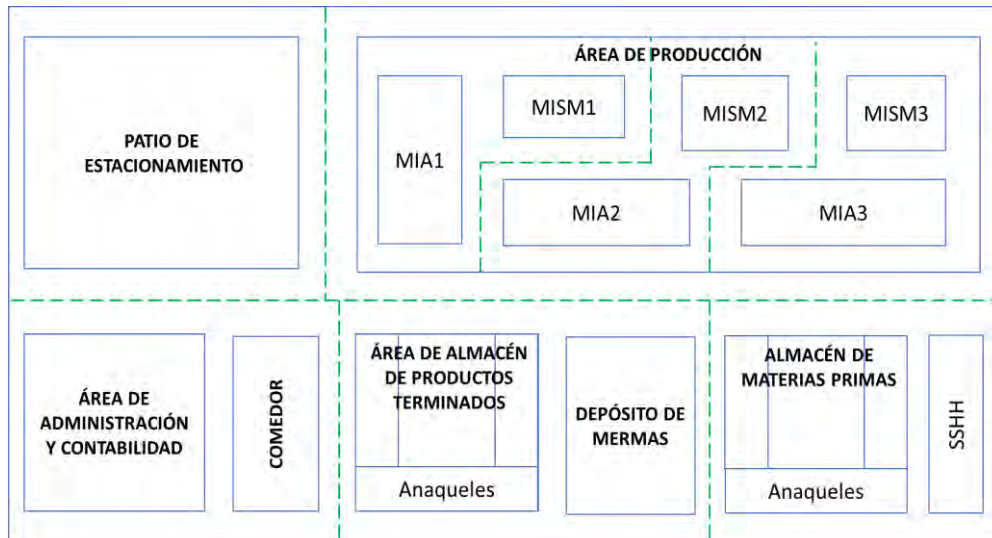 PATIO DE
ESTACIONAMIENTO
ÁREA DE PRODUCCIÓN
MIA1
MISM1
MISM2
MISM3
MIA2
MIA3
ÁREA DE
ADMINISTRACIÓN
Y CONTABILIDAD
COMEDOR
ÁREA DE ALMACÉN
DE PRODUCTOS
TERMINADOS
Anaqueles
DEPÓSITO DE
MERMAS
ALMACÉN DE
MATERIAS PRIMAS
Anaqueles
SSHH